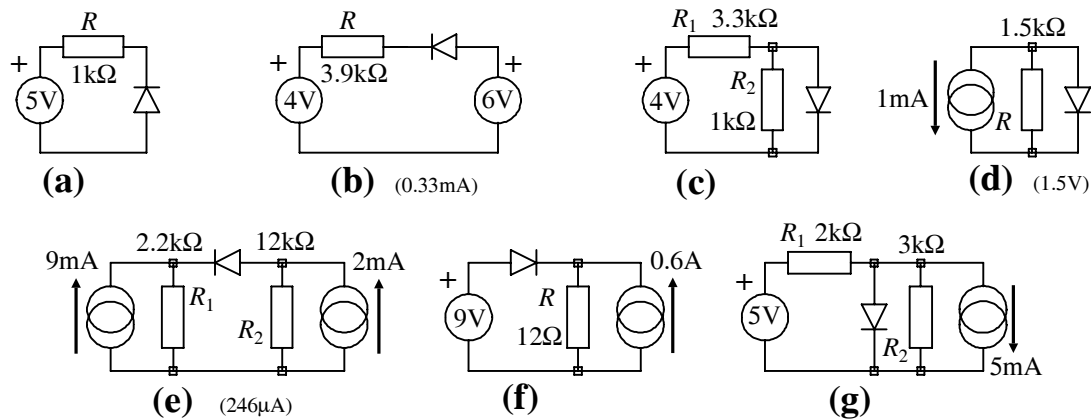 R
+
1kΩ
5V
(a)
R
+
3.9kΩ
4V
+
6V
(b) (0.33mA)
R1 3.3kΩ
+
4V
R2
1kΩ
(c)
1.5kΩ
1mA
R
(d) (1.5V)
2.2kΩ 12kΩ
9mA
R1
R2
2mA
(e) (246μA)
+
9V
R
12Ω
0.6A
(f)
R1 2kΩ 3kΩ
+
5V
R2
5mA
(g)